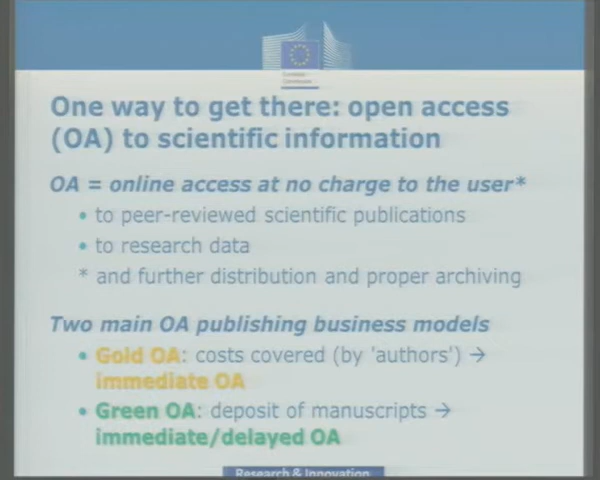 European
Commission
One way to get there: open access
(OA) to scientific information
OA = online access at no charge to the user*
• to peer-reviewed scientific publications
• to research data
* and further distribution and proper archiving
Two main OA publishing business models
• Gold OA: costs covered (by 'authors') →
immediate OA
• Green OA: deposit of manuscripts →
immediate/delayed OA
Research & Innovation